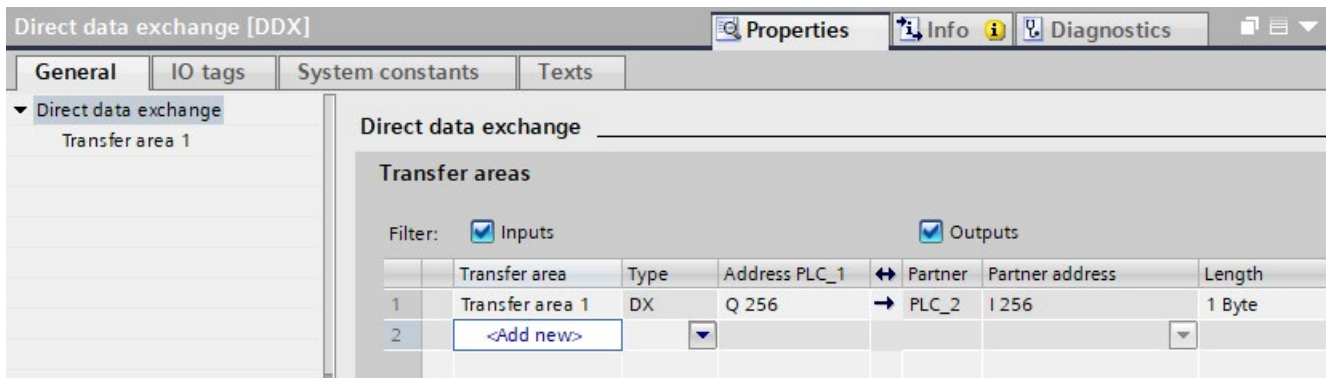 Direct data exchange [DDX]
Properties
Info
Diagnostics
General
IO tags
System constants
Texts
Direct data exchange
Transfer area 1
Direct data exchange
Transfer areas
Filter: Inputs Outputs
Transfer area Type Address PLC_1 ↔ Partner Partner address Length
1 Transfer area 1 DX Q 256 → PLC_2 I 256 1 Byte
2 <Add new>